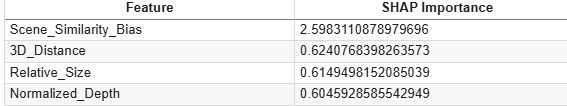 Feature SHAP Importance
Scene_Similarity_Bias 2.5983110878979696
3D_Distance 0.6240768398263573
Relative_Size 0.6149498152085039
Normalized_Depth 0.6045928585542949